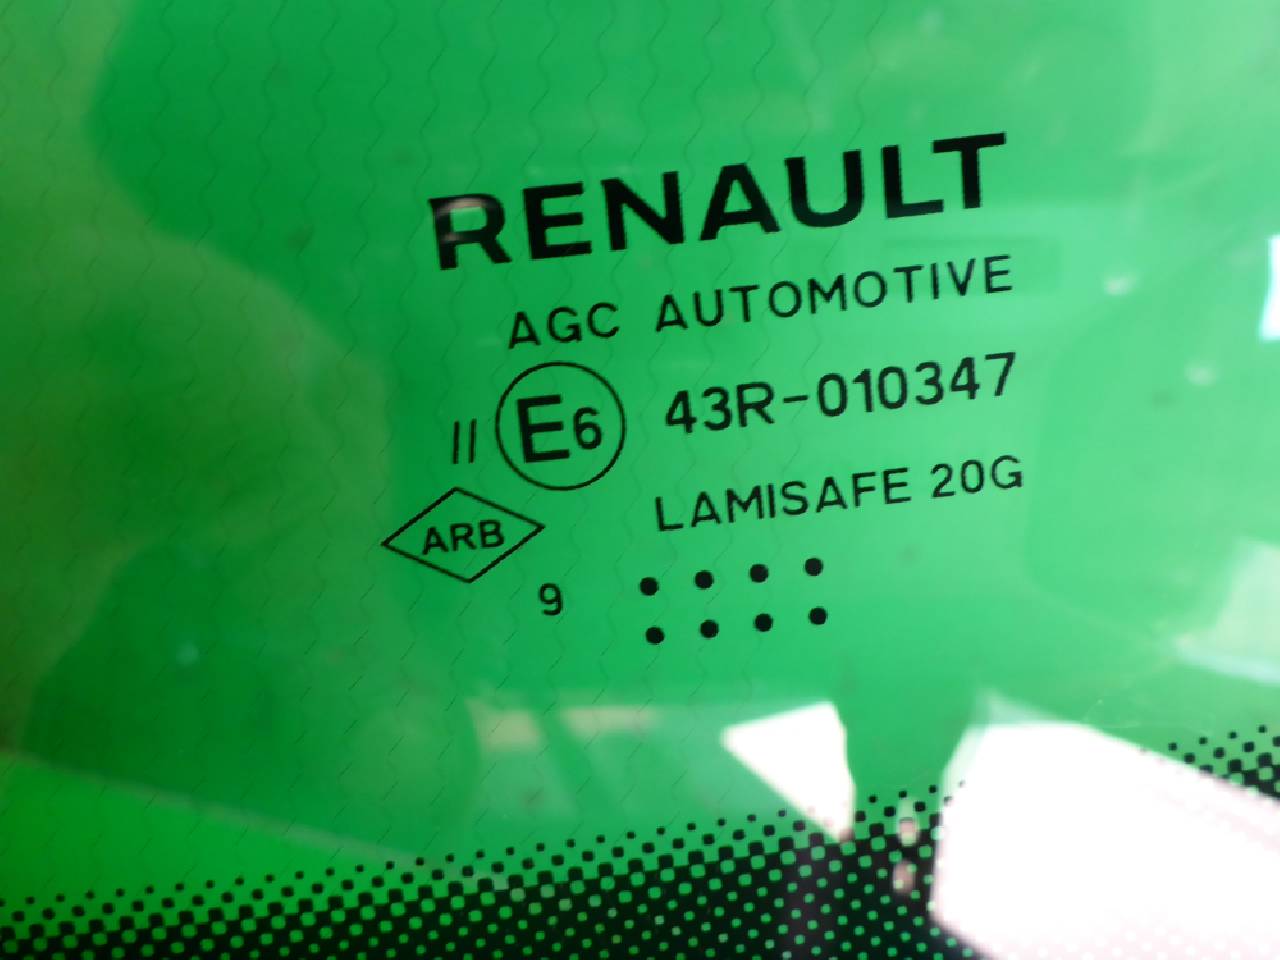 RENAULT
AGC AUTOMOTIVE
II E6 43R-010347
ARB LAMISAFE 20G
9